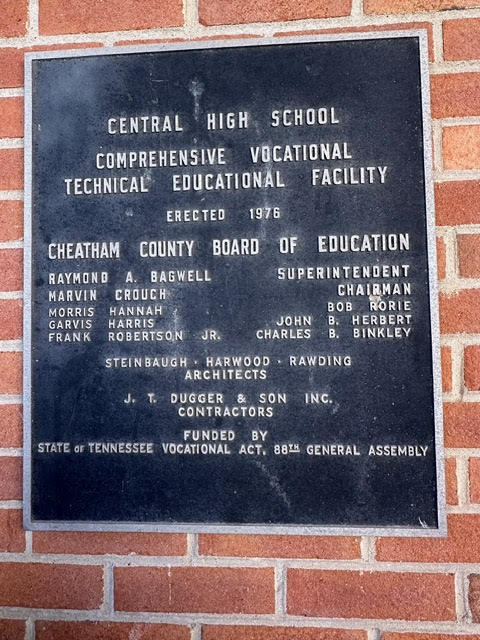 CENTRAL HIGH SCHOOL
COMPREHENSIVE VOCATIONAL
TECHNICAL EDUCATIONAL FACILITY
ERECTED 1976
CHEATHAM COUNTY BOARD OF EDUCATION
RAYMOND A. BAGWELL SUPERINTENDENT
MARVIN CROUCH CHAIRMAN
MORRIS HANNAH BOB RORIE
GARVIS HARRIS JOHN B. HERBERT
FRANK ROBERTSON JR. CHARLES B. BINKLEY
STEINBAUGH · HARWOOD · RAWDING
ARCHITECTS
J. T. DUGGER & SON INC.
CONTRACTORS
FUNDED BY
STATE OF TENNESSEE VOCATIONAL ACT, 88TH GENERAL ASSEMBLY